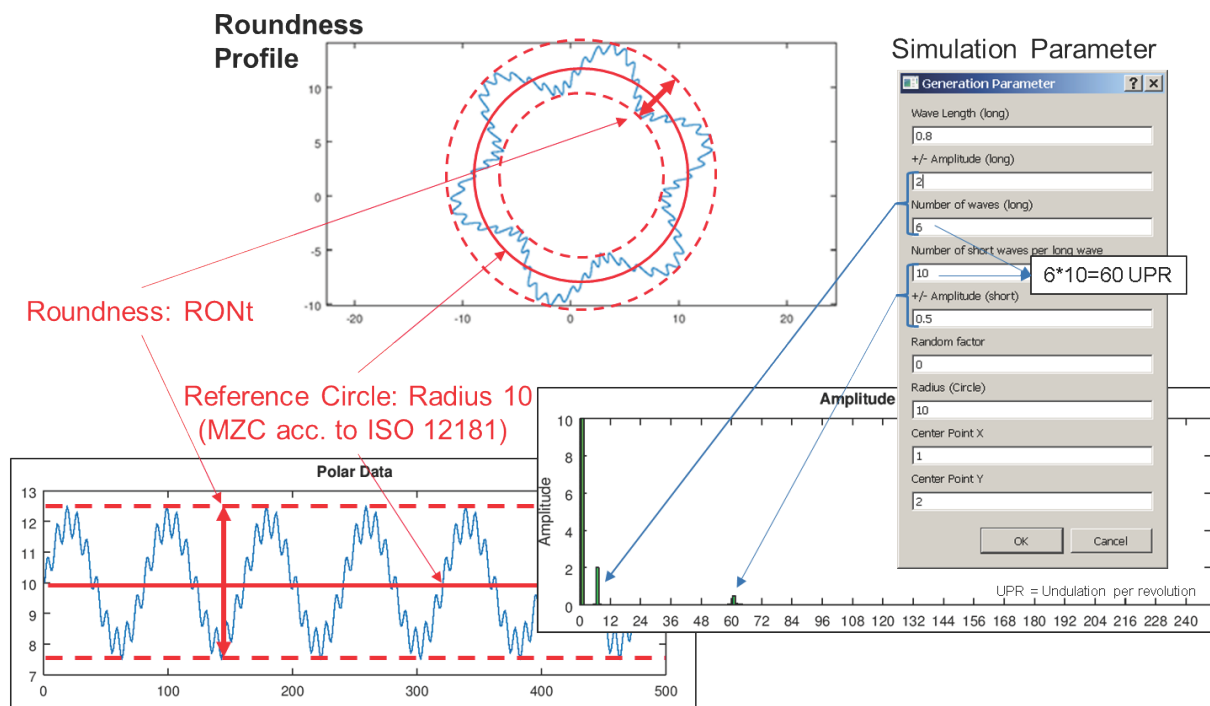 Roundness
Profile
10
5
0
-5
-10
-20
-10
0
10
20
Simulation Parameter
Generation Parameter
Wave Length (long)
0.8
+/- Amplitude (long)
2
Number of waves (long)
6
Number of short waves per long wave
10
6*10=60 UPR
+/- Amplitude (short)
0.5
Random factor
0
Radius (Circle)
10
Center Point X
1
Center Point Y
2
OK
Cancel
UPR = Undulation per revolution
Roundness: RONt
Reference Circle: Radius 10
(MZC acc. to ISO 12181)
Polar Data
13
12
11
10
9
8
7
0
100
200
300
400
500
Amplitude
Amplitude
10
8
6
4
2
0
0 12 24 36 48 60 72 84 96 108 120 132 144 156 168 180 192 204 216 228 240